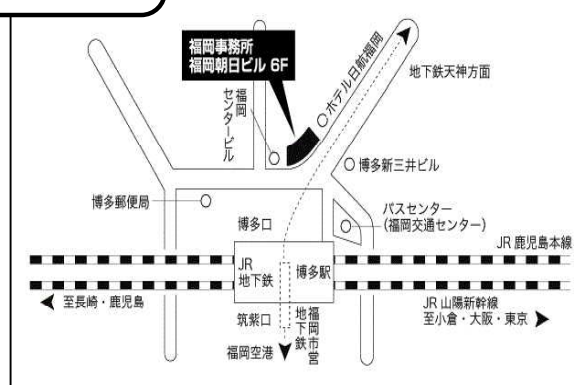 福岡事務所
福岡朝日ビル 6F
ホテル日航福岡
地下鉄天神方面
福岡
センタービル
博多新三井ビル
博多郵便局
バスセンター
(福岡交通センター)
博多口
JR 鹿児島本線
JR
地下鉄
博多駅
至長崎・鹿児島
JR 山陽新幹線
至小倉・大阪・東京
筑紫口
福岡市営
地下鉄
福岡空港